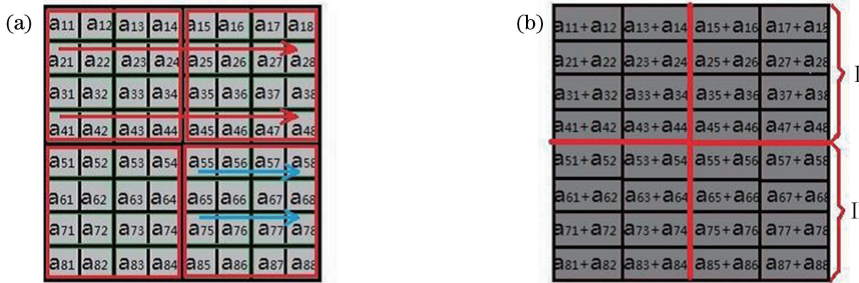 (a)
a11 a12 a13 a14 a15 a16 a17 a18
a21 a22 a23 a24 a25 a26 a27 a28
a31 a32 a33 a34 a35 a36 a37 a38
a41 a42 a43 a44 a45 a46 a47 a48
a51 a52 a53 a54 a55 a56 a57 a58
a61 a62 a63 a64 a65 a66 a67 a68
a71 a72 a73 a74 a75 a76 a77 a78
a81 a82 a83 a84 a85 a86 a87 a88
(b)
a11+a12 a13+a14 a15+a16 a17+a18
a21+a22 a23+a24 a25+a26 a27+a28
a31+a32 a33+a34 a35+a36 a37+a38
a41+a42 a43+a44 a45+a46 a47+a48
a51+a52 a53+a54 a55+a56 a57+a58
a61+a62 a63+a64 a65+a66 a67+a68
a71+a72 a73+a74 a75+a76 a77+a78
a81+a82 a83+a84 a85+a86 a87+a88
I